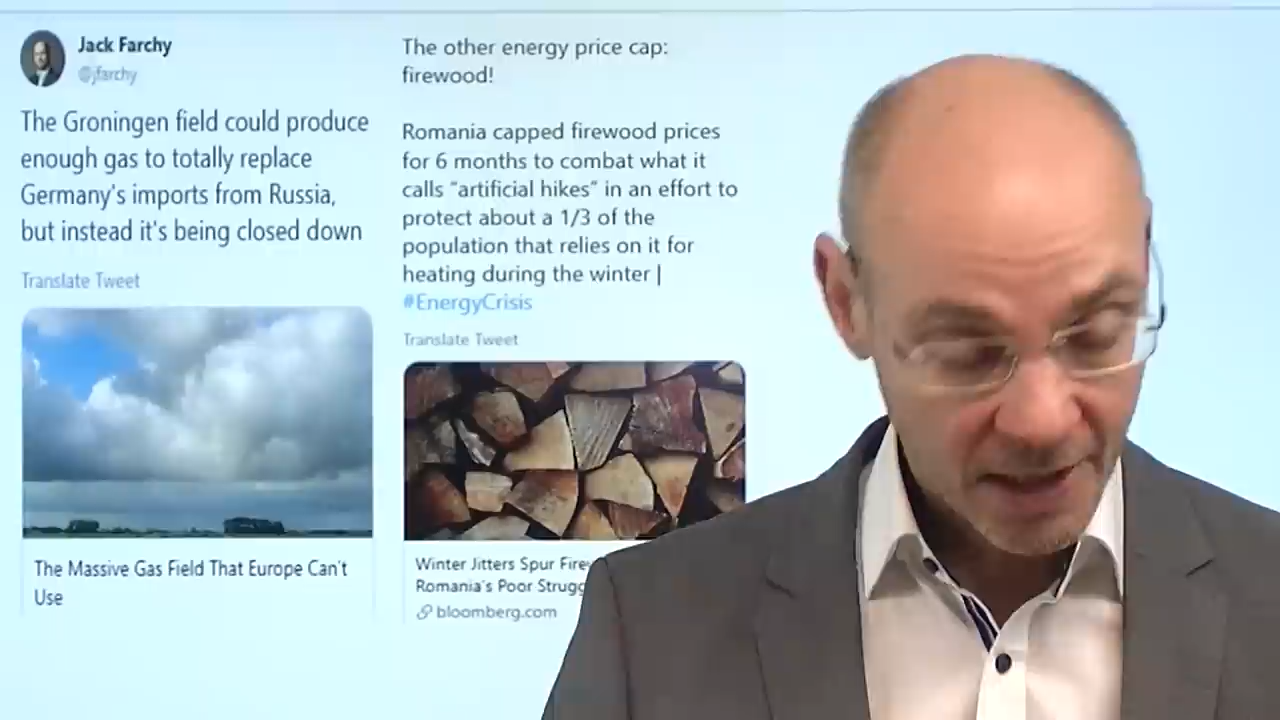 Jack Farchy
@jfarchy
The Groningen field could produce
enough gas to totally replace
Germany's imports from Russia,
but instead it's being closed down
Translate Tweet
The Massive Gas Field That Europe Can't
Use
The other energy price cap:
firewood!
Romania capped firewood prices
for 6 months to combat what it
calls “artificial hikes” in an effort to
protect about a 1/3 of the
population that relies on it for
heating during the winter |
#EnergyCrisis
Translate Tweet
Winter Jitters Spur
Romania's Poor
bloomberg.com